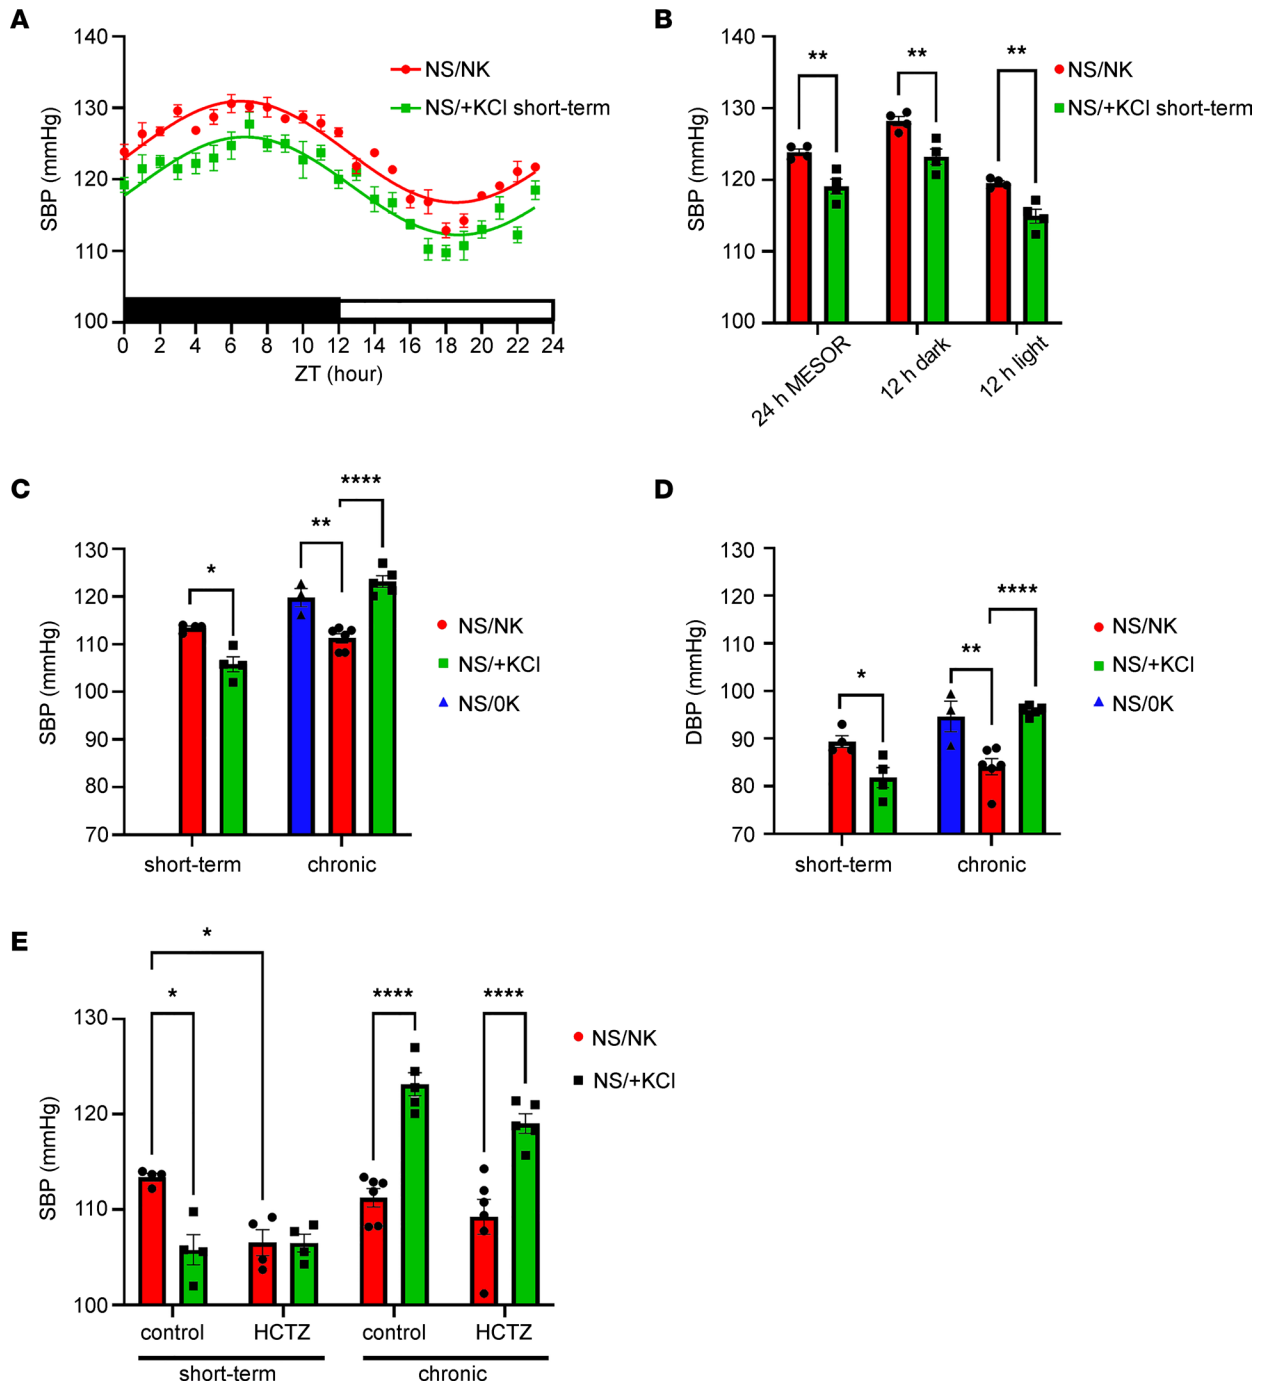 A
SBP (mmHg)
140
130
120
110
100
0 2 4 6 8 10 12 14 16 18 20 22 24
ZT (hour)
NS/NK
NS/+KCl short-term
B
SBP (mmHg)
140
130
120
110
100
** ** **
24 h MESOR
12 h dark
12 h light
NS/NK
NS/+KCl short-term
C
SBP (mmHg)
130
120
110
100
90
80
70
*
**
****
short-term chronic
NS/NK
NS/+KCl
NS/0K
D
DBP (mmHg)
130
120
110
100
90
80
70
*
**
****
short-term chronic
NS/NK
NS/+KCl
NS/0K
E
SBP (mmHg)
130
120
110
100
*
* **** ****
control HCTZ control HCTZ
short-term chronic
NS/NK
NS/+KCl